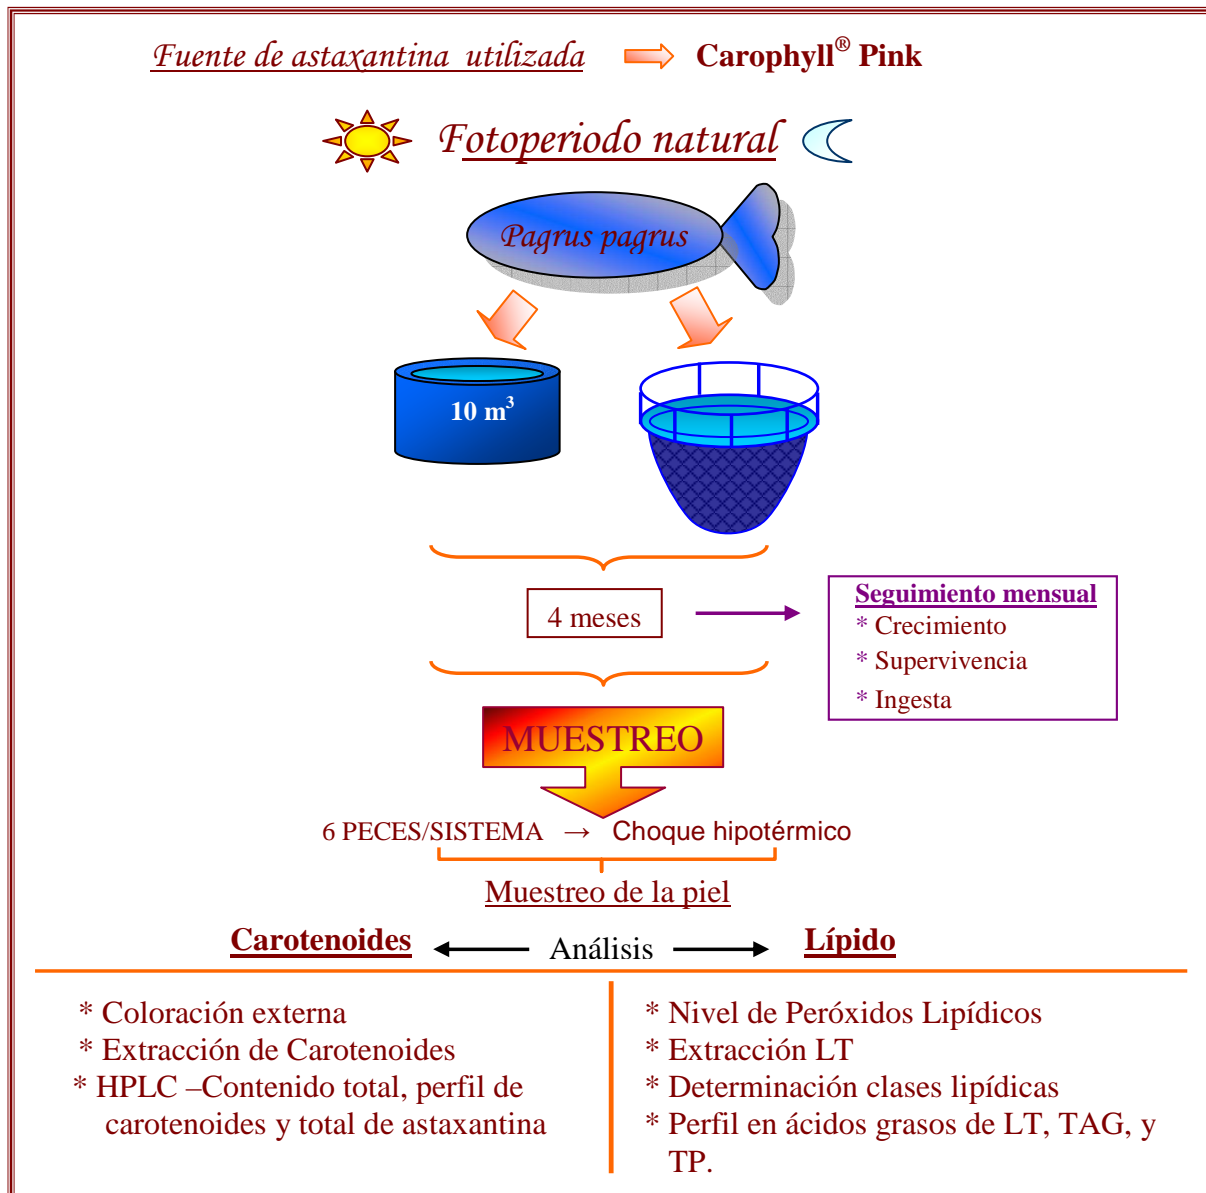 Fuente de astaxantina utilizada Carophyll® Pink
Fotoperiodo natural
Pagrus pagrus
10 m³
4 meses
Seguimiento mensual
* Crecimiento
* Supervivencia
* Ingesta
MUESTREO
6 PECES/SISTEMA → Choque hipotérmico
Muestreo de la piel
Carotenoides Análisis Lípido
* Coloración externa
* Extracción de Carotenoides
* HPLC –Contenido total, perfil de
carotenoides y total de astaxantina
* Nivel de Peróxidos Lipídicos
* Extracción LT
* Determinación clases lipídicas
* Perfil en ácidos grasos de LT, TAG, y
TP.